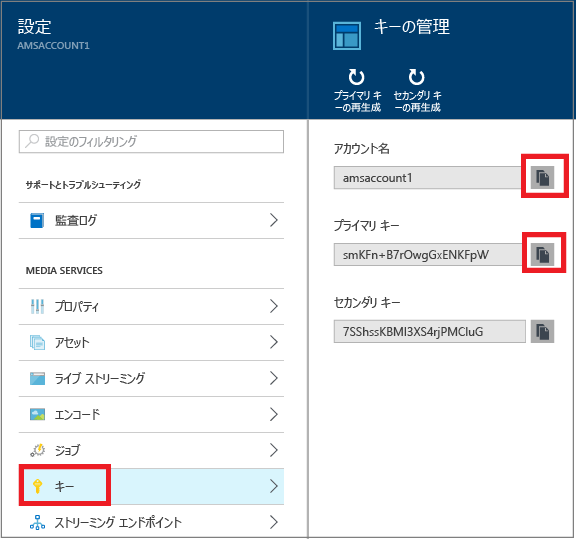 設定
AMSACCOUNT1
設定のフィルタリング
サポートとトラブルシューティング
監査ログ
MEDIA SERVICES
プロパティ
アセット
ライブ ストリーミング
エンコード
ジョブ
キー
ストリーミング エンドポイント
キーの管理
プライマリ キ
ーの再生成
セカンダリ キ
ーの再生成
アカウント名
amsaccount1
プライマリ キー
smKFn+B7rOwgGxENKFpW
セカンダリ キー
7SShssKBMI3XS4rjPMCIuG